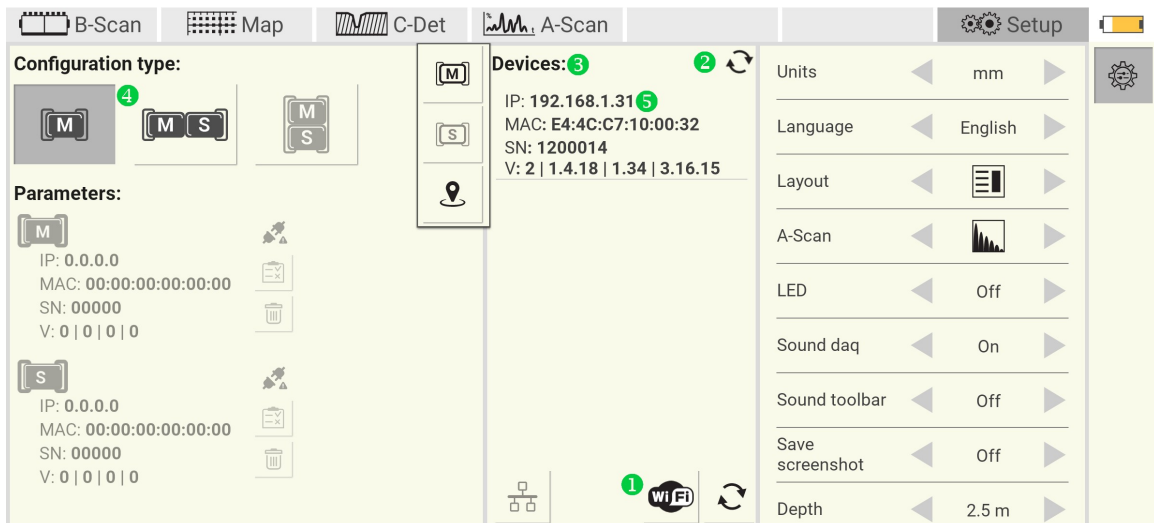 B-Scan
Map
C-Det
A-Scan
Setup
Configuration type:
4
M
M S
M
S
Parameters:
M
IP: 0.0.0.0
MAC: 00:00:00:00:00:00
SN: 00000
V: 0 | 0 | 0 | 0
S
IP: 0.0.0.0
MAC: 00:00:00:00:00:00
SN: 00000
V: 0 | 0 | 0 | 0
M
S
Devices: 3
2
IP: 192.168.1.31 5
MAC: E4:4C:C7:10:00:32
SN: 1200014
V: 2 | 1.4.18 | 1.34 | 3.16.15
1
WiFi
Units mm
Language English
Layout
A-Scan
LED Off
Sound daq On
Sound toolbar Off
Save
screenshot Off
Depth 2.5 m